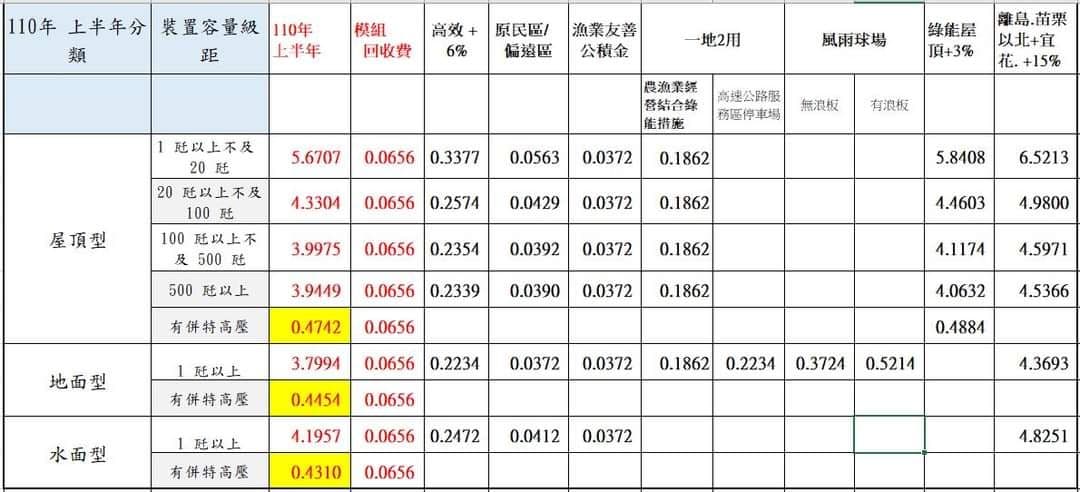 110年 上半年分類 裝置容量級距 110年上半年 模組回收費 高效 + 6% 原民區/偏遠區 漁業友善公積金 一地2用 風雨球場 綠能屋頂+3% 離島.苗栗以北+宜花. +15%
農漁業經營結合綠能措施 高速公路服務區停車場 無浪板 有浪板
屋頂型 1 瓩以上不及 20 瓩 5.6707 0.0656 0.3377 0.0563 0.0372 0.1862 5.8408 6.5213
20 瓩以上不及 100 瓩 4.3304 0.0656 0.2574 0.0429 0.0372 0.1862 4.4603 4.9800
100 瓩以上不及 500 瓩 3.9975 0.0656 0.2354 0.0392 0.0372 0.1862 4.1174 4.5971
500 瓩以上 3.9449 0.0656 0.2339 0.0390 0.0372 0.1862 4.0632 4.5366
有併特高壓 0.4742 0.0656 0.4884
地面型 1 瓩以上 3.7994 0.0656 0.2234 0.0372 0.0372 0.1862 0.2234 0.3724 0.5214 4.3693
有併特高壓 0.4454 0.0656
水面型 1 瓩以上 4.1957 0.0656 0.2472 0.0412 0.0372 4.8251
有併特高壓 0.4310 0.0656